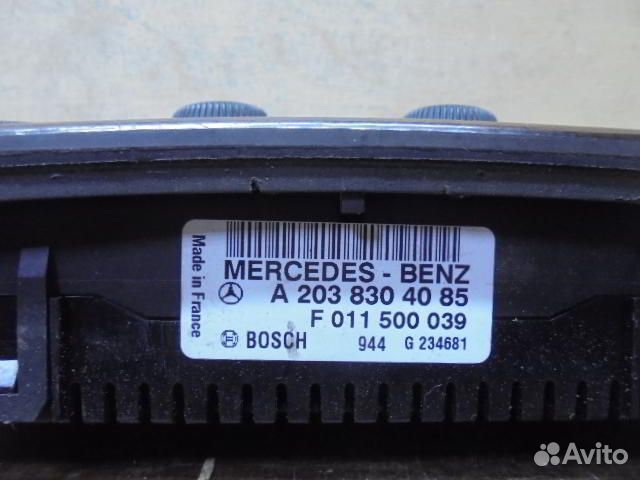 Made in France
MERCEDES - BENZ
A 203 830 40 85
F 011 500 039
BOSCH 944 G 234681
Avito